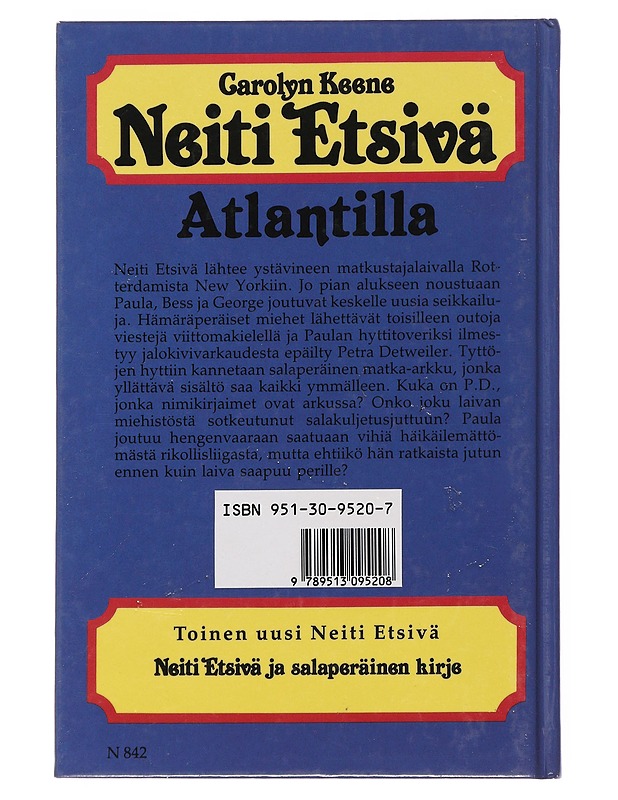 Carolyn Keene
Neiti Etsivä
Atlantilla
Neiti Etsivä lähtee ystävineen matkustajalaivalla Rot-
terdamista New Yorkiin. Jo pian alukseen noustuaan
Paula, Bess ja George joutuvat keskelle uusia seikkailu-
ja. Hämäräperäiset miehet lähettävät toisilleen outoja
viestejä viittomakielellä ja Paulan hyttitoveriksi ilmes-
tyy jalokivivarkaudesta epäilty Petra Detweiler. Tyttö-
jen hyttiin kannetaan salaperäinen matka-arkku, jonka
yllättävä sisältö saa kaikki ymmälleen. Kuka on P.D.,
jonka nimikirjaimet ovat arkussa? Onko joku laivan
miehistöstä sotkeutunut salakuljetusjuttuun? Paula
joutuu hengenvaaraan saatuaan vihiä häikäilemättö-
mästä rikollisliigasta, mutta ehtiikö hän ratkaista jutun
ennen kuin laiva saapuu perille?
ISBN 951-30-9520-7
9 789513 095208
Toinen uusi Neiti Etsivä
Neiti Etsivä ja salaperäinen kirje
N 842